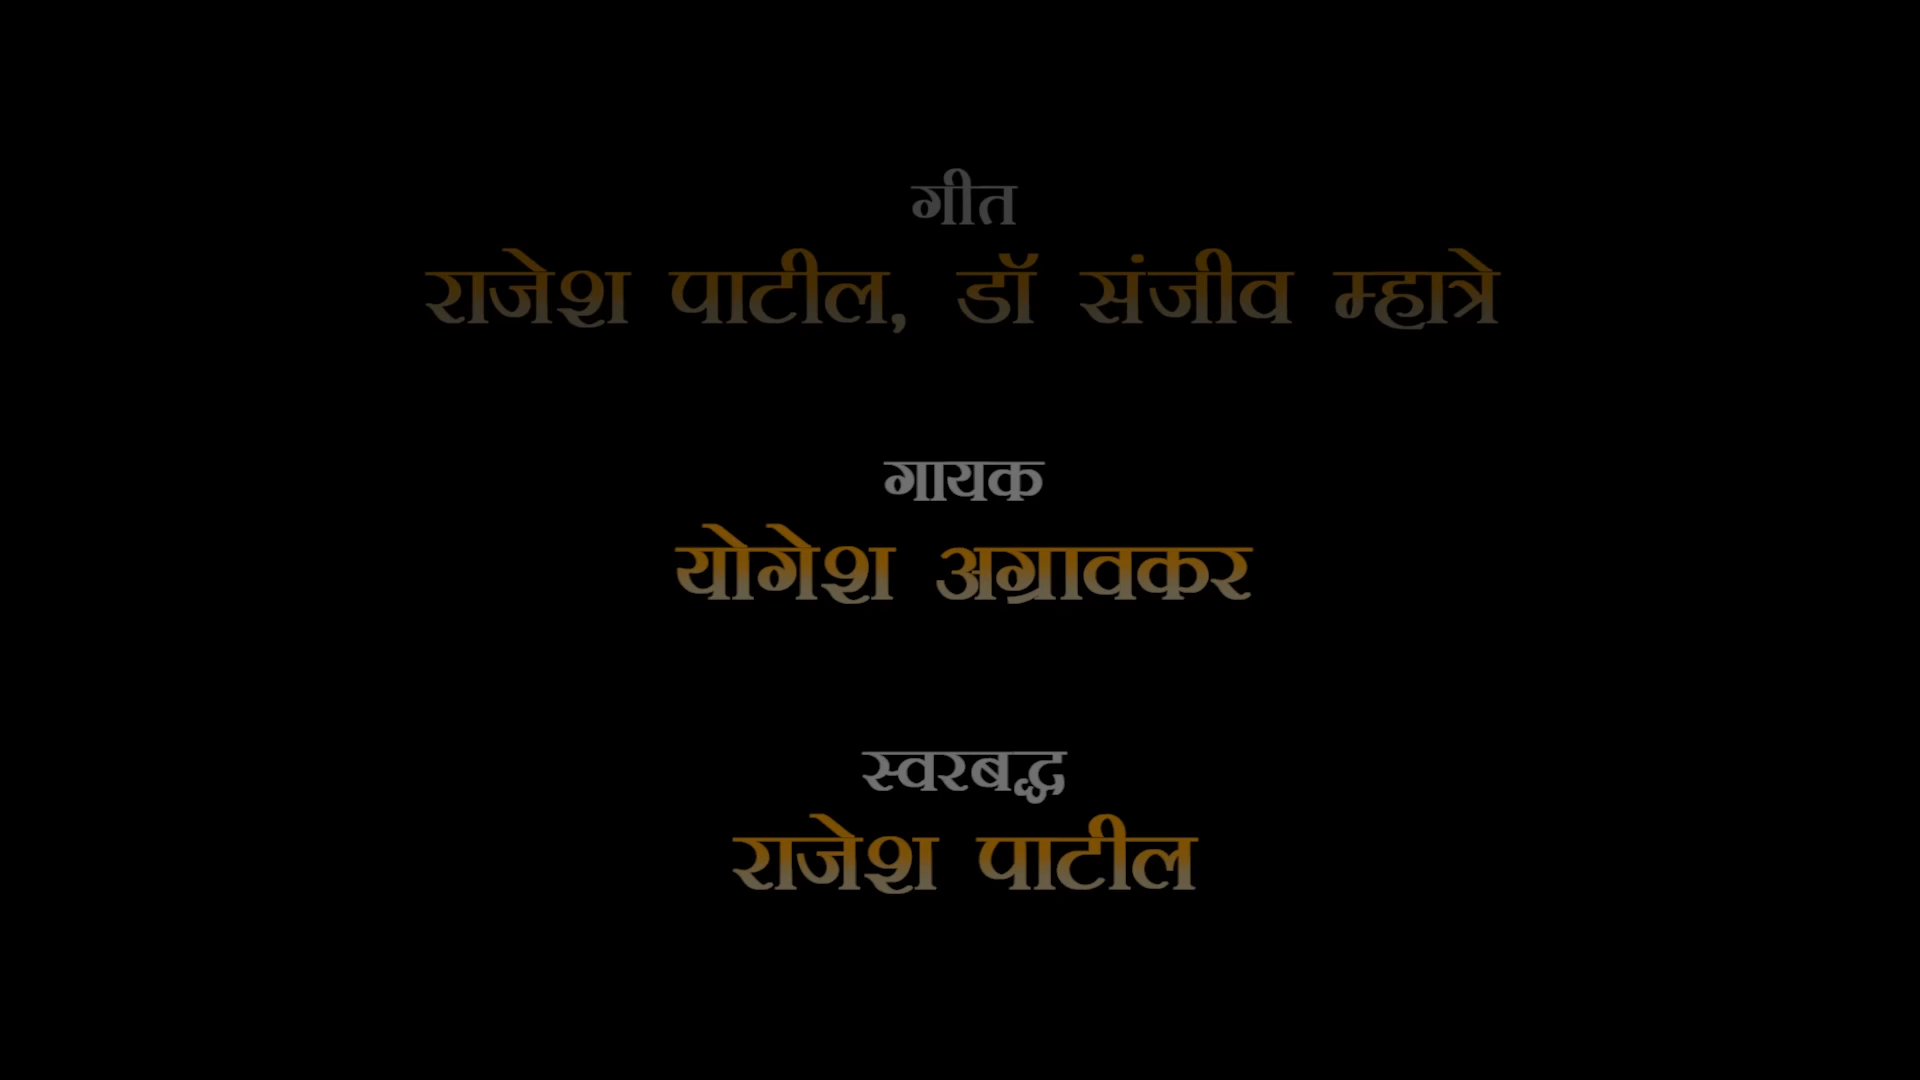 गीत
राजेश पाटील, डॉ संजीव म्हात्रे
गायक
योगेश अग्रावकर
स्वरबद्ध
राजेश पाटील